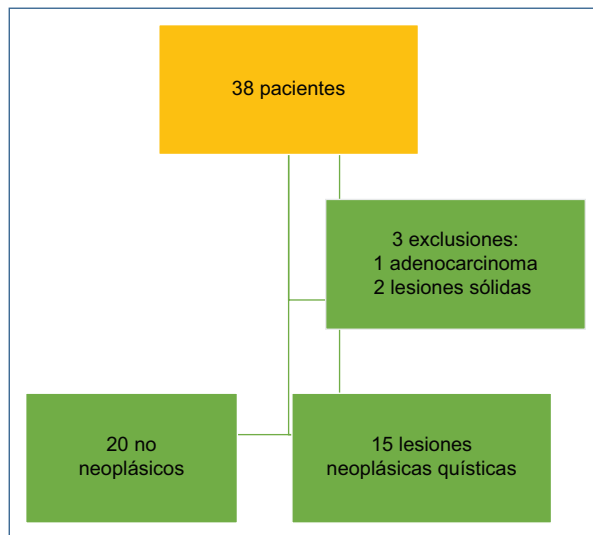 38 pacientes
3 exclusiones:
1 adenocarcinoma
2 lesiones sólidas
20 no
neoplásicos
15 lesiones
neoplásicas quísticas